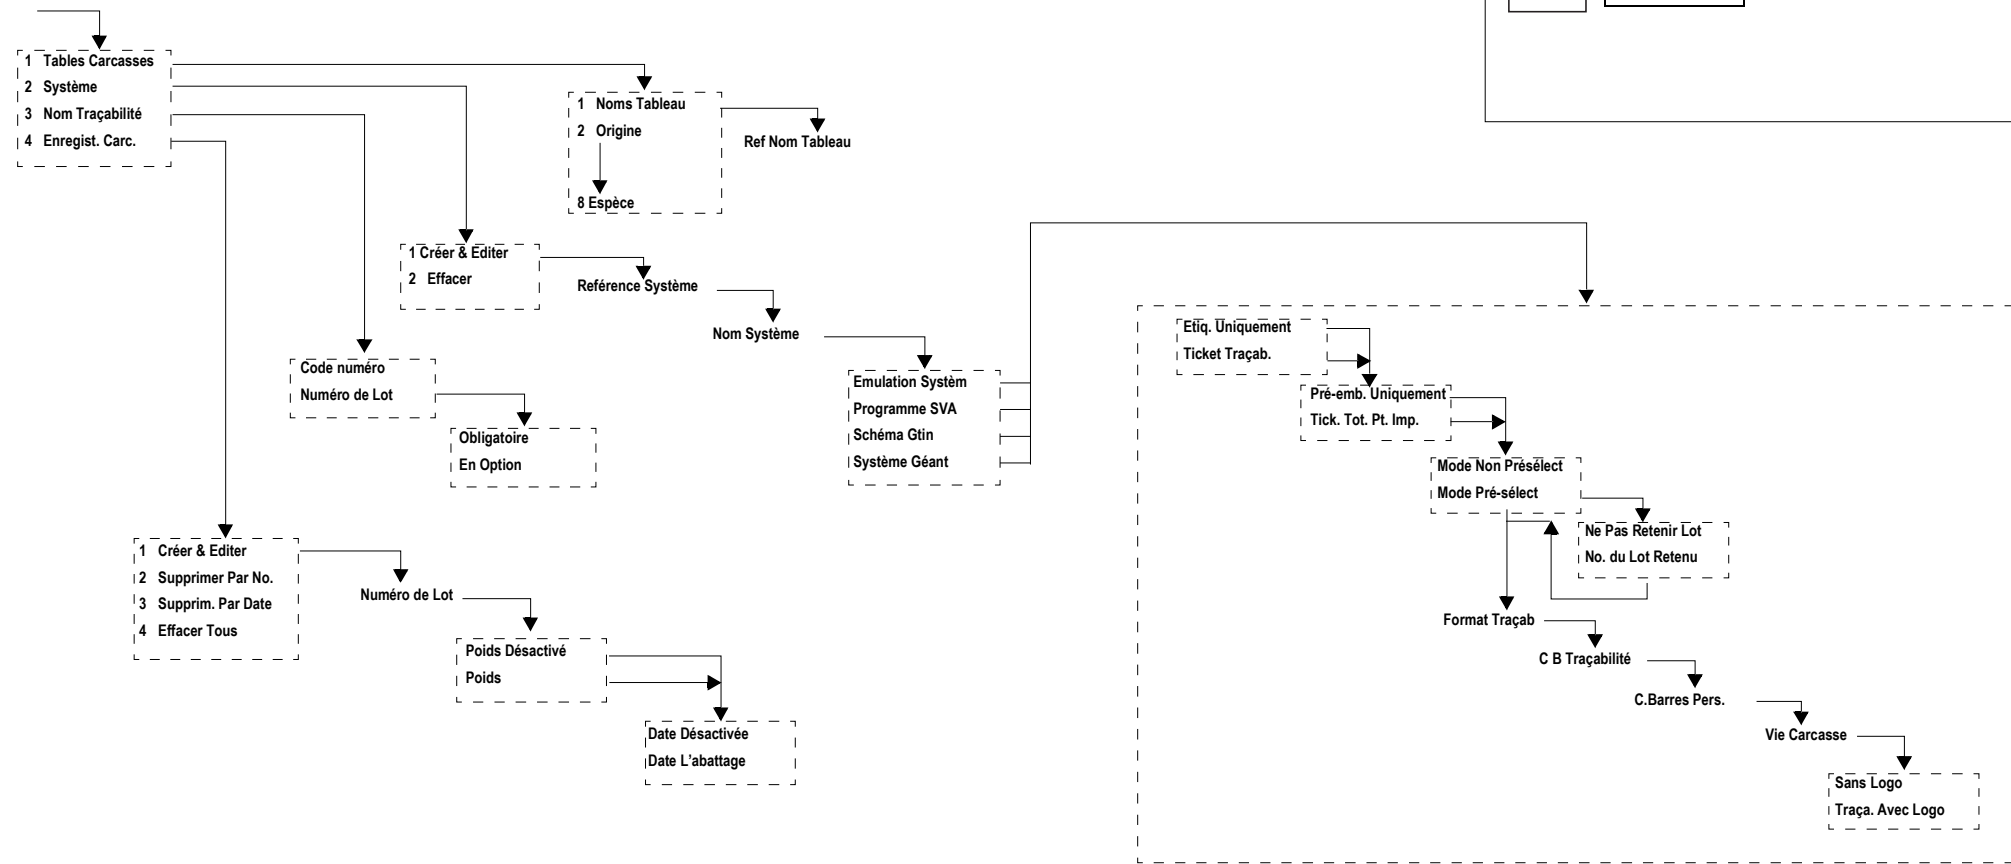 1 Tables Carcasses
2 Système
3 Nom Traçabilité
4 Enregist. Carc.
1 Noms Tableau
2 Origine
8 Espèce
Ref Nom Tableau
1 Créer & Editer
2 Effacer
Reférence Système
Nom Système
Emulation Systèm
Programme SVA
Schéma Gtin
Système Géant
Code numéro
Numéro de Lot
Obligatoire
En Option
1 Créer & Editer
2 Supprimer Par No.
3 Supprim. Par Date
4 Effacer Tous
Numéro de Lot
Poids Désactivé
Poids
Date Désactivée
Date L'abattage
Etiq. Uniquement
Ticket Traçab.
Pré-emb. Uniquement
Tick. Tot. Pt. Imp.
Mode Non Présélect
Mode Pré-sélect
Ne Pas Retenir Lot
No. du Lot Retenu
Format Traçab
C B Traçabilité
C.Barres Pers.
Vie Carcasse
Sans Logo
Traça. Avec Logo